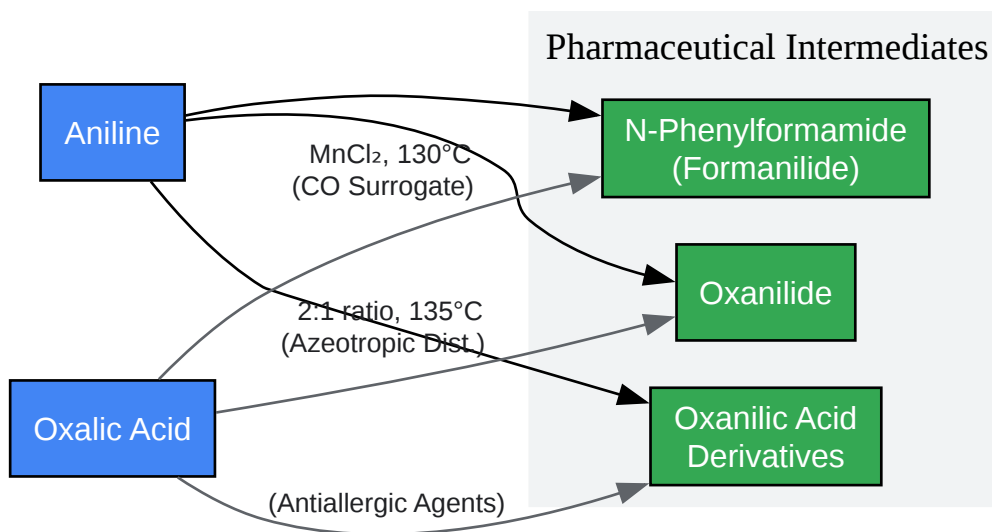 Pharmaceutical Intermediates
Aniline
N-Phenylformamide
(Formanilide)
MnCl₂, 130°C
(CO Surrogate)
Oxanilide
2:1 ratio, 135°C
(Azeotropic Dist.)
Oxalic Acid
Oxanilic Acid
Derivatives
(Antiallergic Agents)